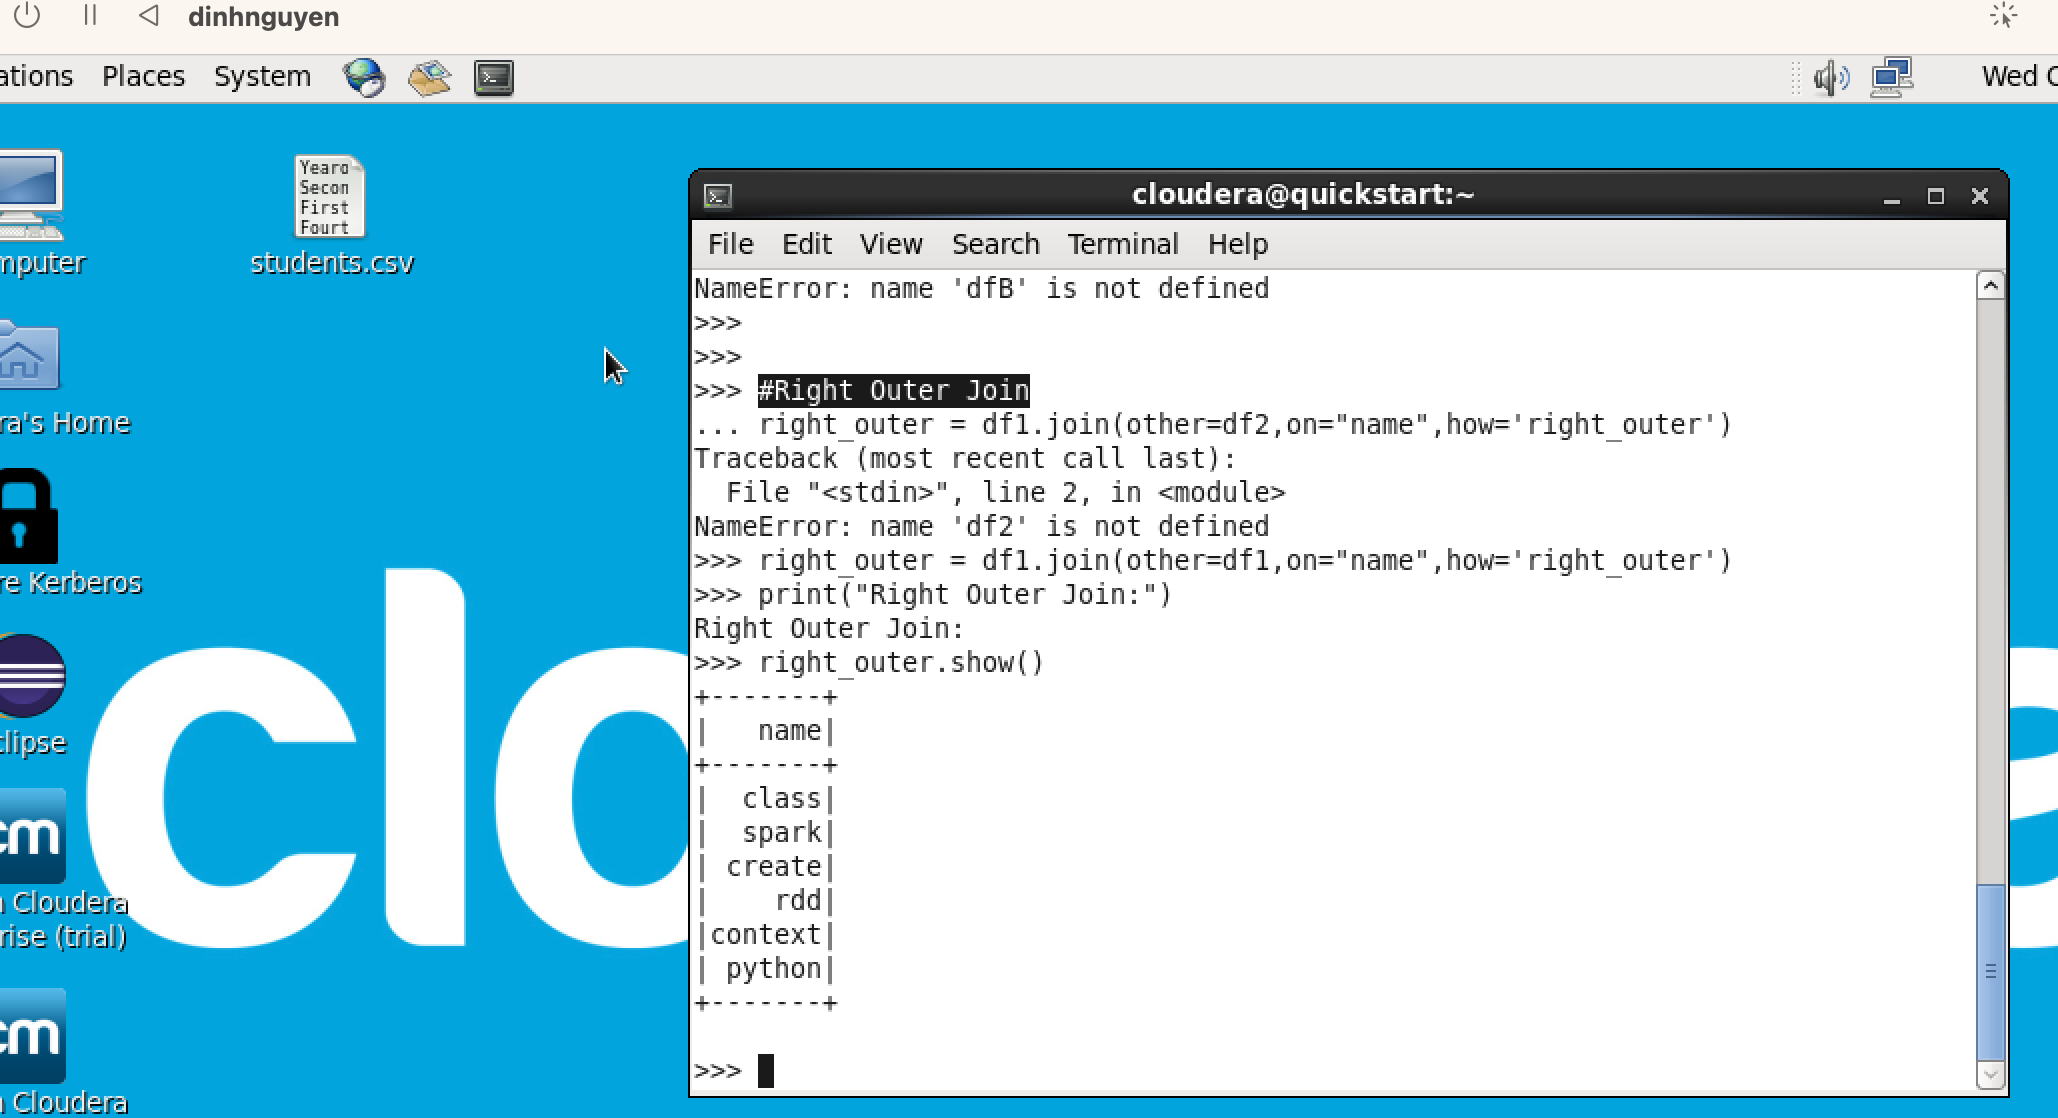 dinhnguyen
ations Places System
Wed
Yearo
Secon
First
Fourt
students.csv
mputer
ra's Home
re Kerberos
clipse
cm
Cloudera
rise (trial)
cm
Cloudera
clo
cloudera@quickstart:~
File Edit View Search Terminal Help
NameError: name 'dfB' is not defined
>>>
>>>
>>> #Right Outer Join
... right_outer = df1.join(other=df2,on="name",how='right_outer')
Traceback (most recent call last):
  File "<stdin>", line 2, in <module>
NameError: name 'df2' is not defined
>>> right_outer = df1.join(other=df1,on="name",how='right_outer')
>>> print("Right Outer Join:")
Right Outer Join:
>>> right_outer.show()
+-------+
|   name|
+-------+
|  class|
|  spark|
| create|
|    rdd|
|context|
| python|
+-------+
>>>